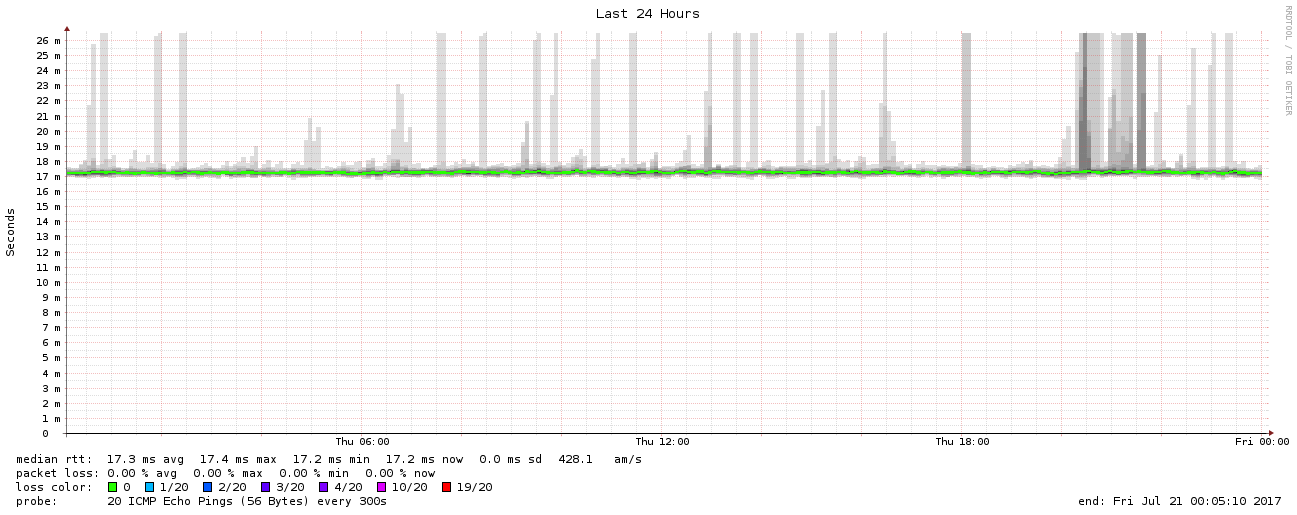 Last 24 Hours
RRDTOOL / TOBI OETIKER
Seconds
26 m
25 m
24 m
23 m
22 m
21 m
20 m
19 m
18 m
17 m
16 m
15 m
14 m
13 m
12 m
11 m
10 m
9 m
8 m
7 m
6 m
5 m
4 m
3 m
2 m
1 m
0
Thu 06:00 Thu 12:00 Thu 18:00 Fri 00:00
median rtt: 17.3 ms avg 17.4 ms max 17.2 ms min 17.2 ms now 0.0 ms sd 428.1 am/s
packet loss: 0.00 % avg 0.00 % max 0.00 % min 0.00 % now
loss color: 0 1/20 2/20 3/20 4/20 10/20 19/20
probe: 20 ICMP Echo Pings (56 Bytes) every 300s end: Fri Jul 21 00:05:10 2017